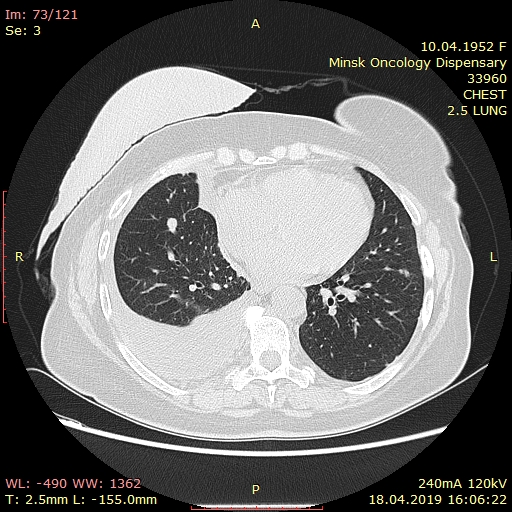 Im: 73/121
Se: 3
A
10.04.1952 F
Minsk Oncology Dispensary
33960
CHEST
2.5 LUNG
R
L
WL: -490 WW: 1362
T: 2.5mm L: -155.0mm
P
240mA 120kV
18.04.2019 16:06:22